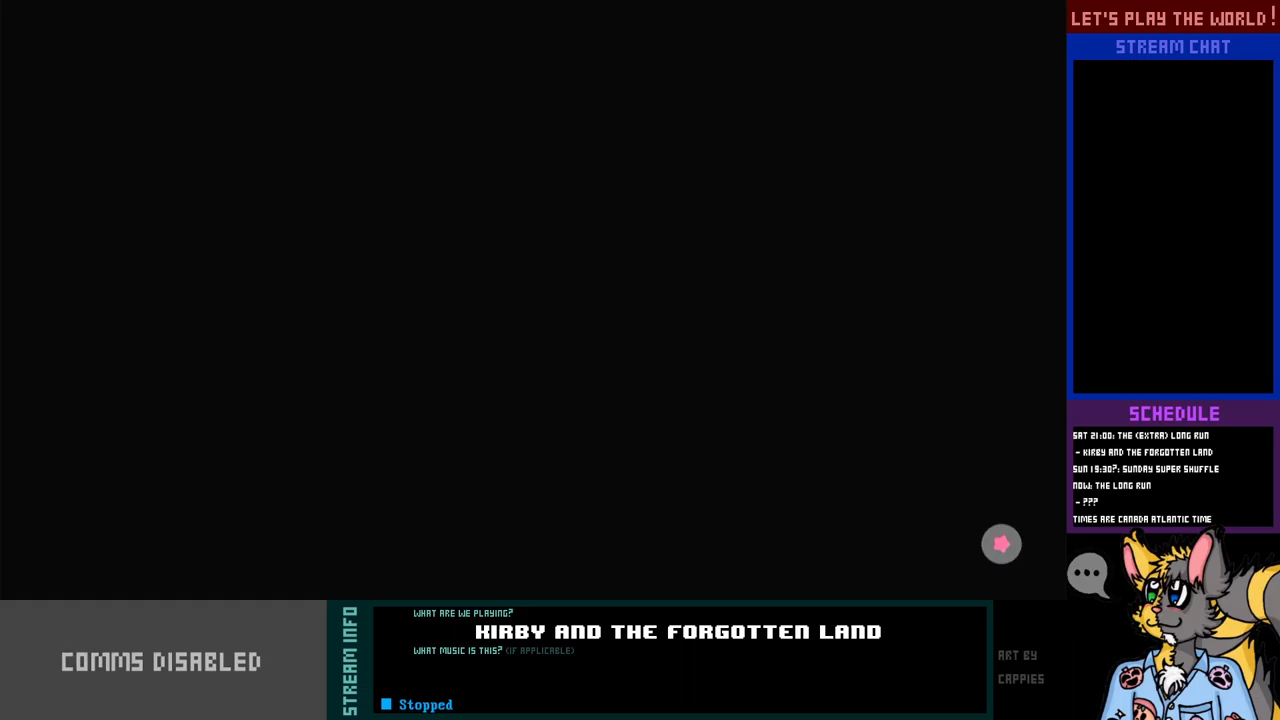 LET'S PLAY THE WORLD!
STREAM CHAT
SCHEDULE
SAT 21:00: THE (EXTRA) LONG RUN
- KIRBY AND THE FORGOTTEN LAND
SUN 19:30?: SUNDAY SUPER SHUFFLE
NOW: THE LONG RUN
- ???
TIMES ARE CANADA ATLANTIC TIME
COMMS DISABLED
STREAM INFO
WHAT ARE WE PLAYING?
KIRBY AND THE FORGOTTEN LAND
WHAT MUSIC IS THIS? (IF APPLICABLE)
Stopped
ART BY
CAPPIES